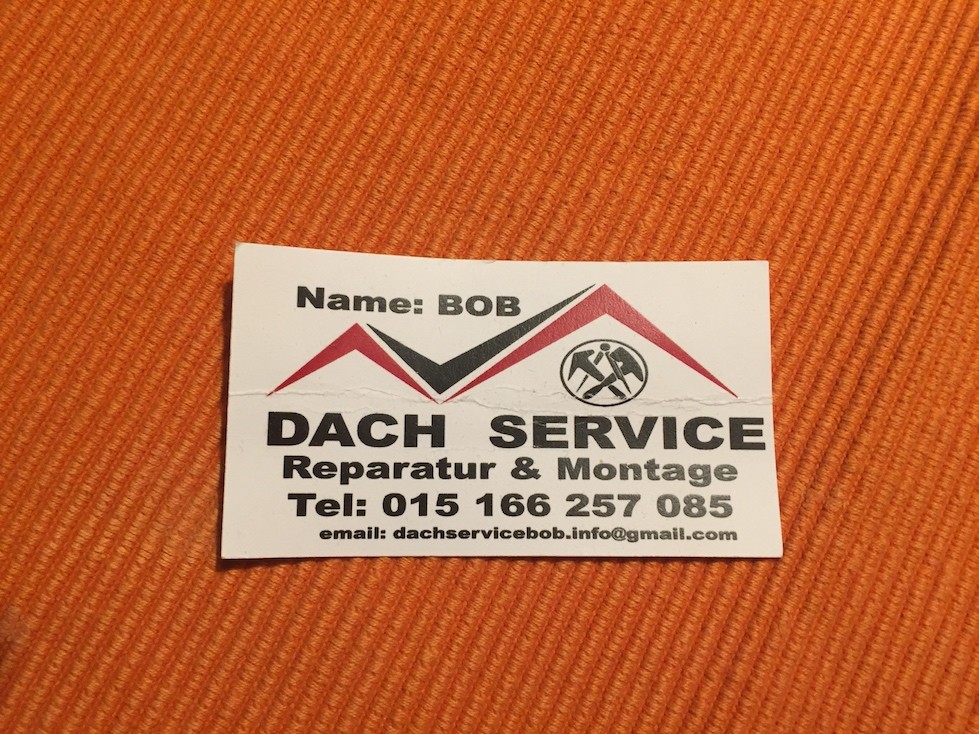 Name: BOB
DACH SERVICE
Reparatur & Montage
Tel: 015 166 257 085
email: dachservicebob.info@gmail.com